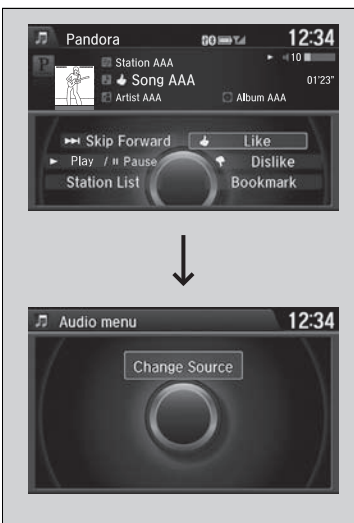 Pandora 12:34
Station AAA 10
Song AAA 01'23"
Artist AAA Album AAA
Skip Forward Like
Play / Pause Dislike
Station List Bookmark
Audio menu 12:34
Change Source